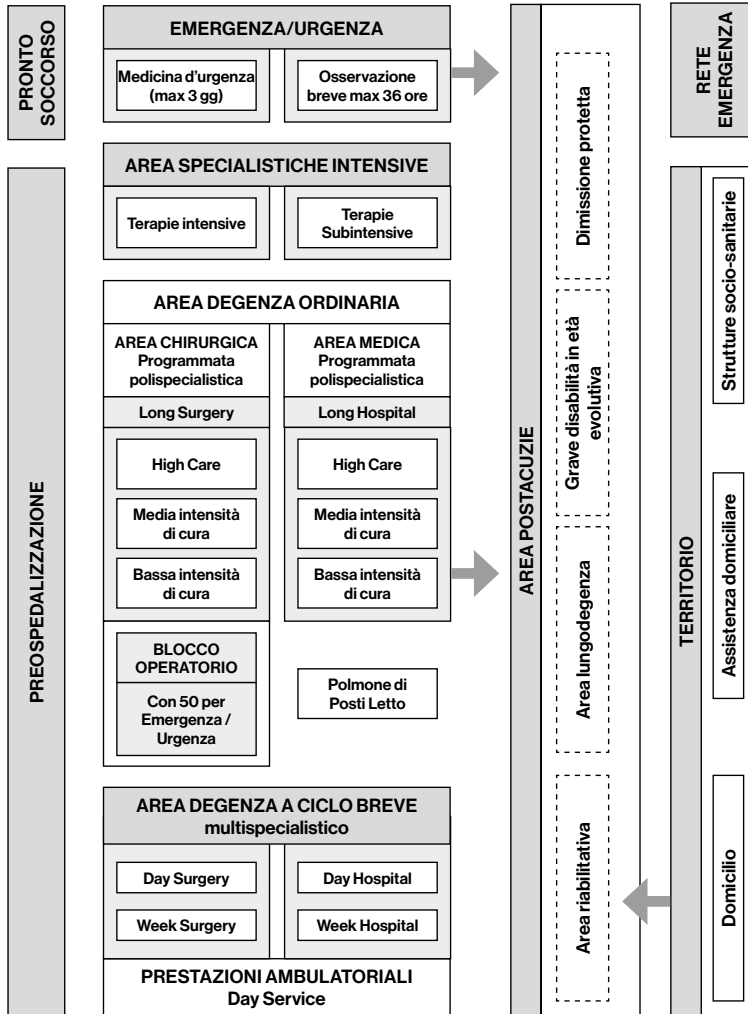 PRONTO
SOCCORSO
PREOSPEDALIZZAZIONE
EMERGENZA/URGENZA
Medicina d'urgenza
(max 3 gg)
Osservazione
breve max 36 ore
AREA SPECIALISTICHE INTENSIVE
Terapie intensive
Terapie
Subintensive
AREA DEGENZA ORDINARIA
AREA CHIRURGICA
Programmata
polispecialistica
Long Surgery
High Care
Media intensità
di cura
Bassa intensità
di cura
BLOCCO
OPERATORIO
Con 50 per
Emergenza /
Urgenza
AREA MEDICA
Programmata
polispecialistica
Long Hospital
High Care
Media intensità
di cura
Bassa intensità
di cura
Polmone di
Posti Letto
AREA DEGENZA A CICLO BREVE
multispecialistico
Day Surgery
Week Surgery
Day Hospital
Week Hospital
PRESTAZIONI AMBULATORIALI
Day Service
AREA POSTACUZIE
Dimissione protetta
Grave disabilità in età
evolutiva
Area lungodegenza
Area riabilitativa
RETE
EMERGENZA
TERRITORIO
Strutture socio-sanitarie
Assistenza domiciliare
Domicilio